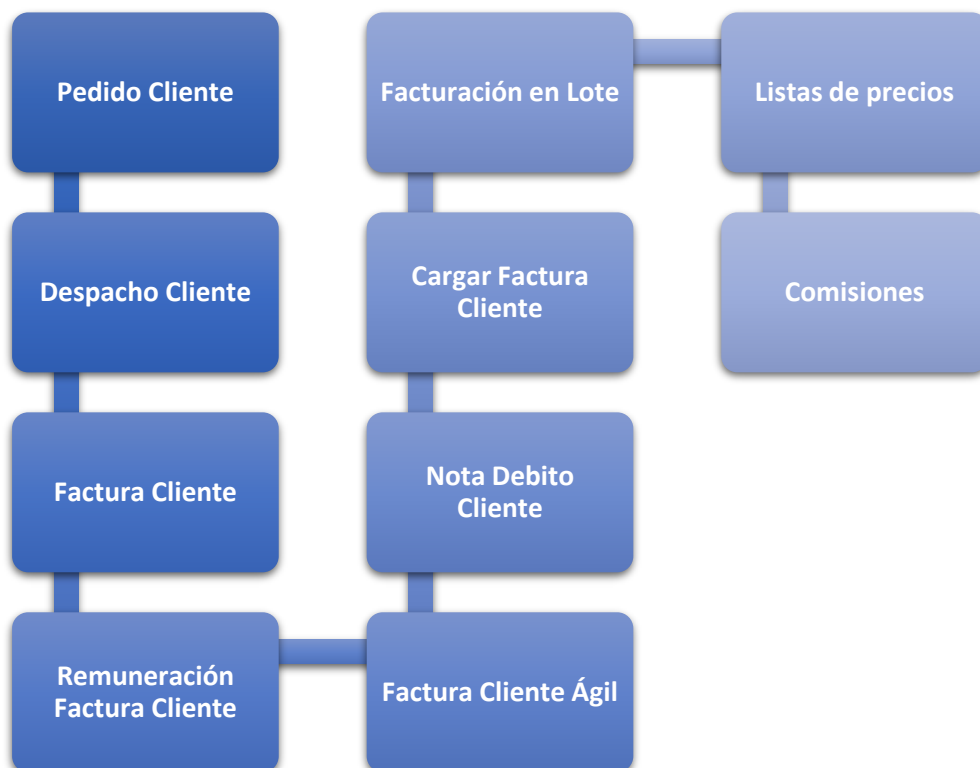 Pedido Cliente
Despacho Cliente
Factura Cliente
Remuneración
Factura Cliente
Factura Cliente Ágil
Nota Debito
Cliente
Cargar Factura
Cliente
Facturación en Lote
Listas de precios
Comisiones